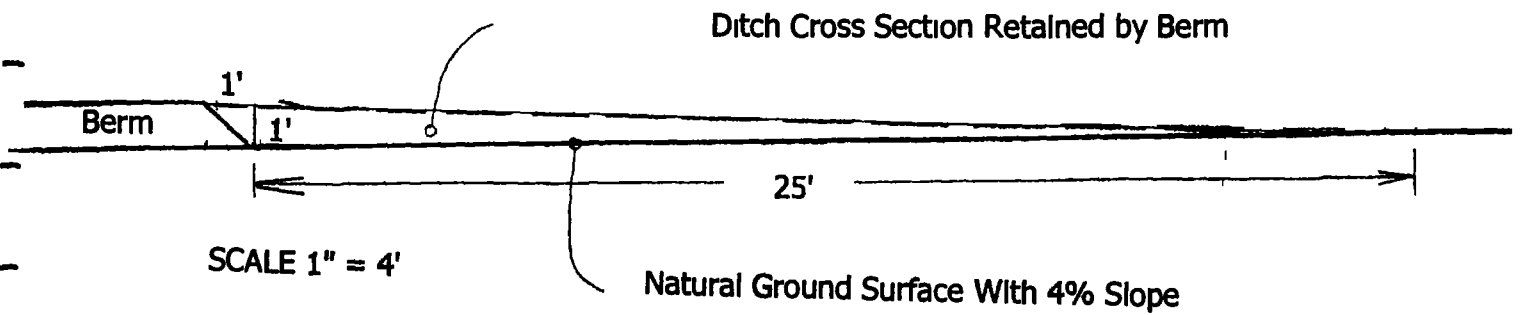 Ditch Cross Section Retained by Berm
1'
Berm
1'
25'
SCALE 1" = 4'
Natural Ground Surface With 4% Slope